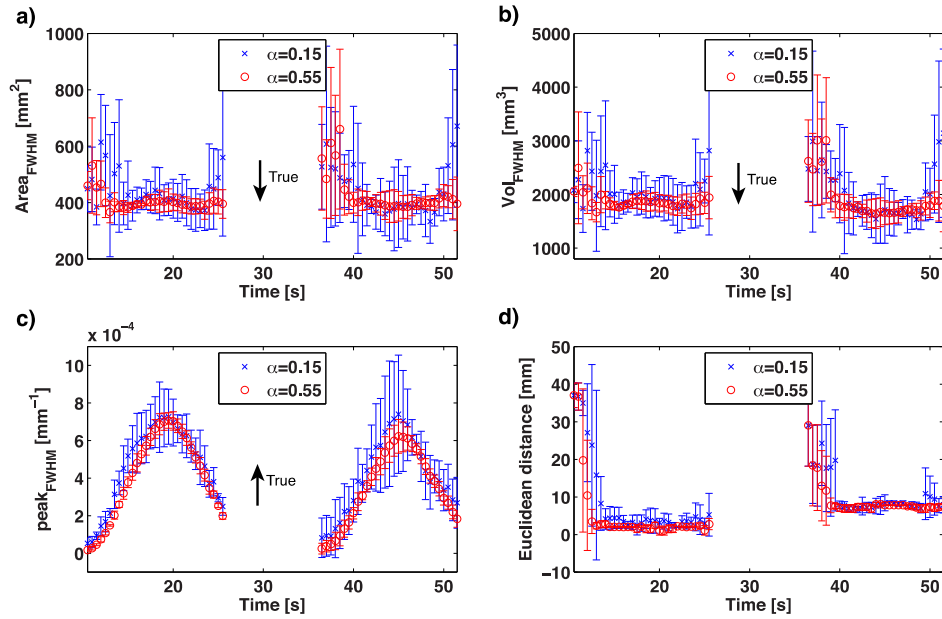 a)
Area_FWHM [mm²]
1000
800
600
400
200
× α=0.15
○ α=0.55
True
20 30 40 50
Time [s]
b)
Vol_FWHM [mm³]
5000
4000
3000
2000
1000
× α=0.15
○ α=0.55
True
20 30 40 50
Time [s]
c)
x 10⁻⁴
peak_FWHM [mm⁻¹]
10
8
6
4
2
0
× α=0.15
○ α=0.55
True
20 30 40 50
Time [s]
d)
Euclidean distance [mm]
50
40
30
20
10
0
−10
× α=0.15
○ α=0.55
20 30 40 50
Time [s]